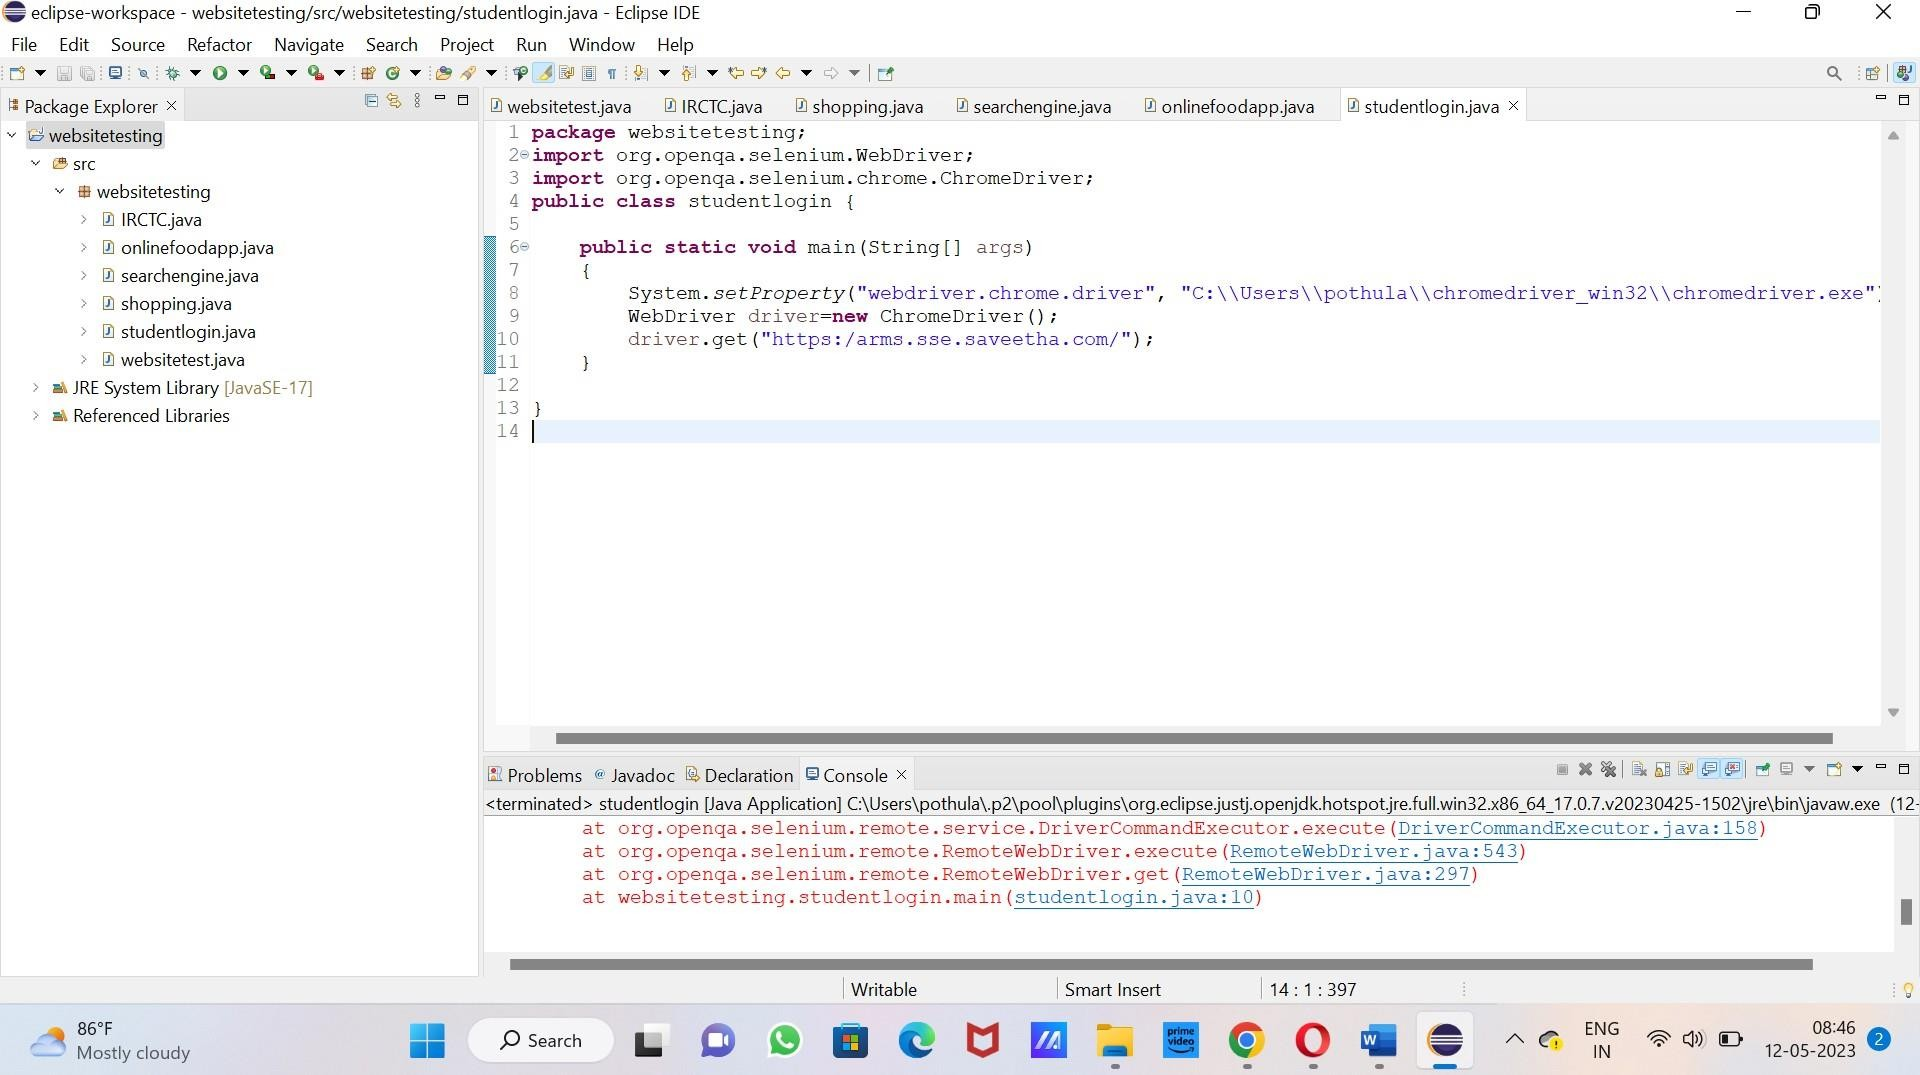 eclipse-workspace - websitetesting/src/websitetesting/studentlogin.java - Eclipse IDE
File Edit Source Refactor Navigate Search Project Run Window Help
Package Explorer
websitetesting
src
websitetesting
IRCTC.java
onlinefoodapp.java
searchengine.java
shopping.java
studentlogin.java
websitetest.java
JRE System Library [JavaSE-17]
Referenced Libraries
websitetest.java IRCTC.java shopping.java searchengine.java onlinefoodapp.java studentlogin.java
1 package websitetesting;
2 import org.openqa.selenium.WebDriver;
3 import org.openqa.selenium.chrome.ChromeDriver;
4 public class studentlogin {
5
6 public static void main(String[] args)
7 {
8 System.setProperty("webdriver.chrome.driver", "C:\\Users\\pothula\\chromedriver_win32\\chromedriver.exe")
9 WebDriver driver=new ChromeDriver();
10 driver.get("https:/arms.sse.saveetha.com/");
11 }
12
13 }
14
Problems Javadoc Declaration Console
<terminated> studentlogin [Java Application] C:\Users\pothula\.p2\pool\plugins\org.eclipse.justj.openjdk.hotspot.jre.full.win32.x86_64_17.0.7.v20230425-1502\jre\bin\javaw.exe (12-
at org.openqa.selenium.remote.service.DriverCommandExecutor.execute(DriverCommandExecutor.java:158)
at org.openqa.selenium.remote.RemoteWebDriver.execute(RemoteWebDriver.java:543)
at org.openqa.selenium.remote.RemoteWebDriver.get(RemoteWebDriver.java:297)
at websitetesting.studentlogin.main(studentlogin.java:10)
Writable Smart Insert 14 : 1 : 397
86°F
Mostly cloudy
Search
prime video
ENG
IN
08:46
12-05-2023
2